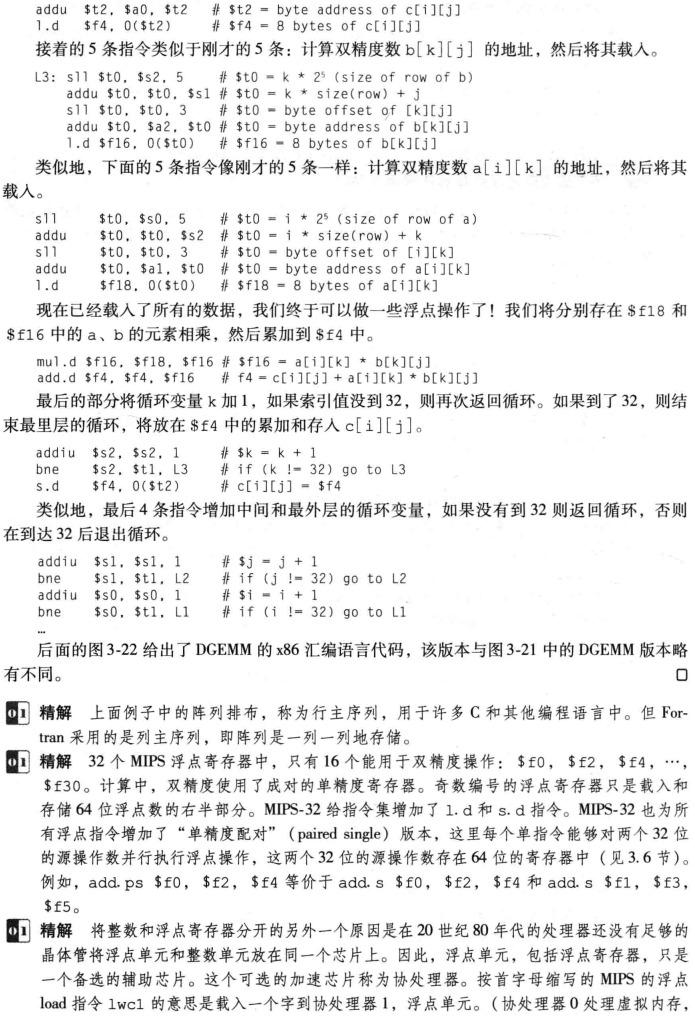 addu $t2, $a0, $t2 # $t2 = byte address of c[i][j]
l.d $f4, 0($t2) # $f4 = 8 bytes of c[i][j]
接着的 5 条指令类似于刚才的 5 条：计算双精度数 b[k][j] 的地址，然后将其载入。
L3: sll $t0, $s2, 5 # $t0 = k * 2⁵ (size of row of b)
addu $t0, $t0, $s1 # $t0 = k * size(row) + j
sll $t0, $t0, 3 # $t0 = byte offset of [k][j]
addu $t0, $a2, $t0 # $t0 = byte address of b[k][j]
l.d $f16, 0($t0) # $f16 = 8 bytes of b[k][j]
类似地，下面的 5 条指令像刚才的 5 条一样：计算双精度数 a[i][k] 的地址，然后将其
载入。
sll $t0, $s0, 5 # $t0 = i * 2⁵ (size of row of a)
addu $t0, $t0, $s2 # $t0 = i * size(row) + k
sll $t0, $t0, 3 # $t0 = byte offset of [i][k]
addu $t0, $a1, $t0 # $t0 = byte address of a[i][k]
l.d $f18, 0($t0) # $f18 = 8 bytes of a[i][k]
现在已经载入了所有的数据，我们终于可以做一些浮点操作了！我们将分别存在 $f18 和
$f16 中的 a、b 的元素相乘，然后累加到 $f4 中。
mul.d $f16, $f18, $f16 # $f16 = a[i][k] * b[k][j]
add.d $f4, $f4, $f16 # f4 = c[i][j] + a[i][k] * b[k][j]
最后的部分将循环变量 k 加 1，如果索引值没到 32，则再次返回循环。如果到了 32，则结
束最里层的循环，将放在 $f4 中的累加和存入 c[i][j]。
addiu $s2, $s2, 1 # $k = k + 1
bne $s2, $t1, L3 # if (k != 32) go to L3
s.d $f4, 0($t2) # c[i][j] = $f4
类似地，最后 4 条指令增加中间和最外层的循环变量，如果没有到 32 则返回循环，否则
在到达 32 后退出循环。
addiu $s1, $s1, 1 # $j = j + 1
bne $s1, $t1, L2 # if (j != 32) go to L2
addiu $s0, $s0, 1 # $i = i + 1
bne $s0, $t1, L1 # if (i != 32) go to L1
…
后面的图 3-22 给出了 DGEMM 的 x86 汇编语言代码，该版本与图 3-21 中的 DGEMM 版本略
有不同。 □
01 精解 上面例子中的阵列排布，称为行主序列，用于许多 C 和其他编程语言中。但 For-
tran 采用的是列主序列，即阵列是一列一列地存储。
01 精解 32 个 MIPS 浮点寄存器中，只有 16 个能用于双精度操作：$f0，$f2，$f4，…，
$f30。计算中，双精度使用了成对的单精度寄存器。奇数编号的浮点寄存器只是载入和
存储 64 位浮点数的右半部分。MIPS-32 给指令集增加了 l.d 和 s.d 指令。MIPS-32 也为所
有浮点指令增加了“单精度配对”（paired single）版本，这里每个单指令能够对两个 32 位
的源操作数并行执行浮点操作，这两个 32 位的源操作数存在 64 位的寄存器中（见 3.6 节）。
例如，add.ps $f0，$f2，$f4 等价于 add.s $f0，$f2，$f4 和 add.s $f1，$f3，
$f5。
01 精解 将整数和浮点寄存器分开的另外一个原因是在 20 世纪 80 年代的处理器还没有足够的
晶体管将浮点单元和整数单元放在同一个芯片上。因此，浮点单元，包括浮点寄存器，只是
一个备选的辅助芯片。这个可选的加速芯片称为协处理器。按首字母缩写的 MIPS 的浮点
load 指令 lwc1 的意思是载入一个字到协处理器 1，浮点单元。（协处理器 0 处理虚拟内存，